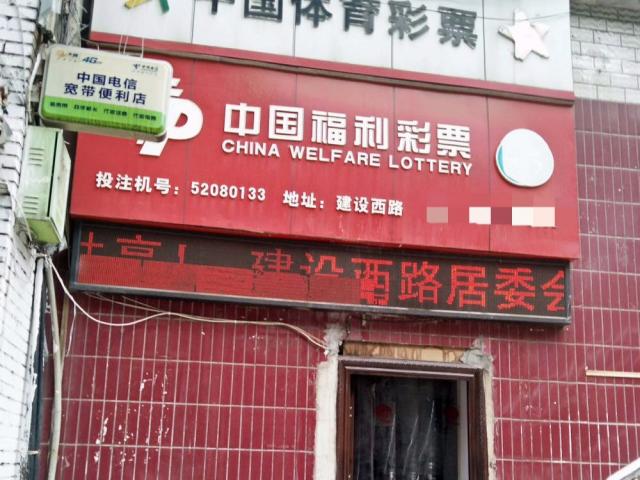 中国体育彩票
4G
中国电信
宽带便利店
中国福利彩票
CHINA WELFARE LOTTERY
投注机号：52080133 地址：建设西路
建设西路居委会